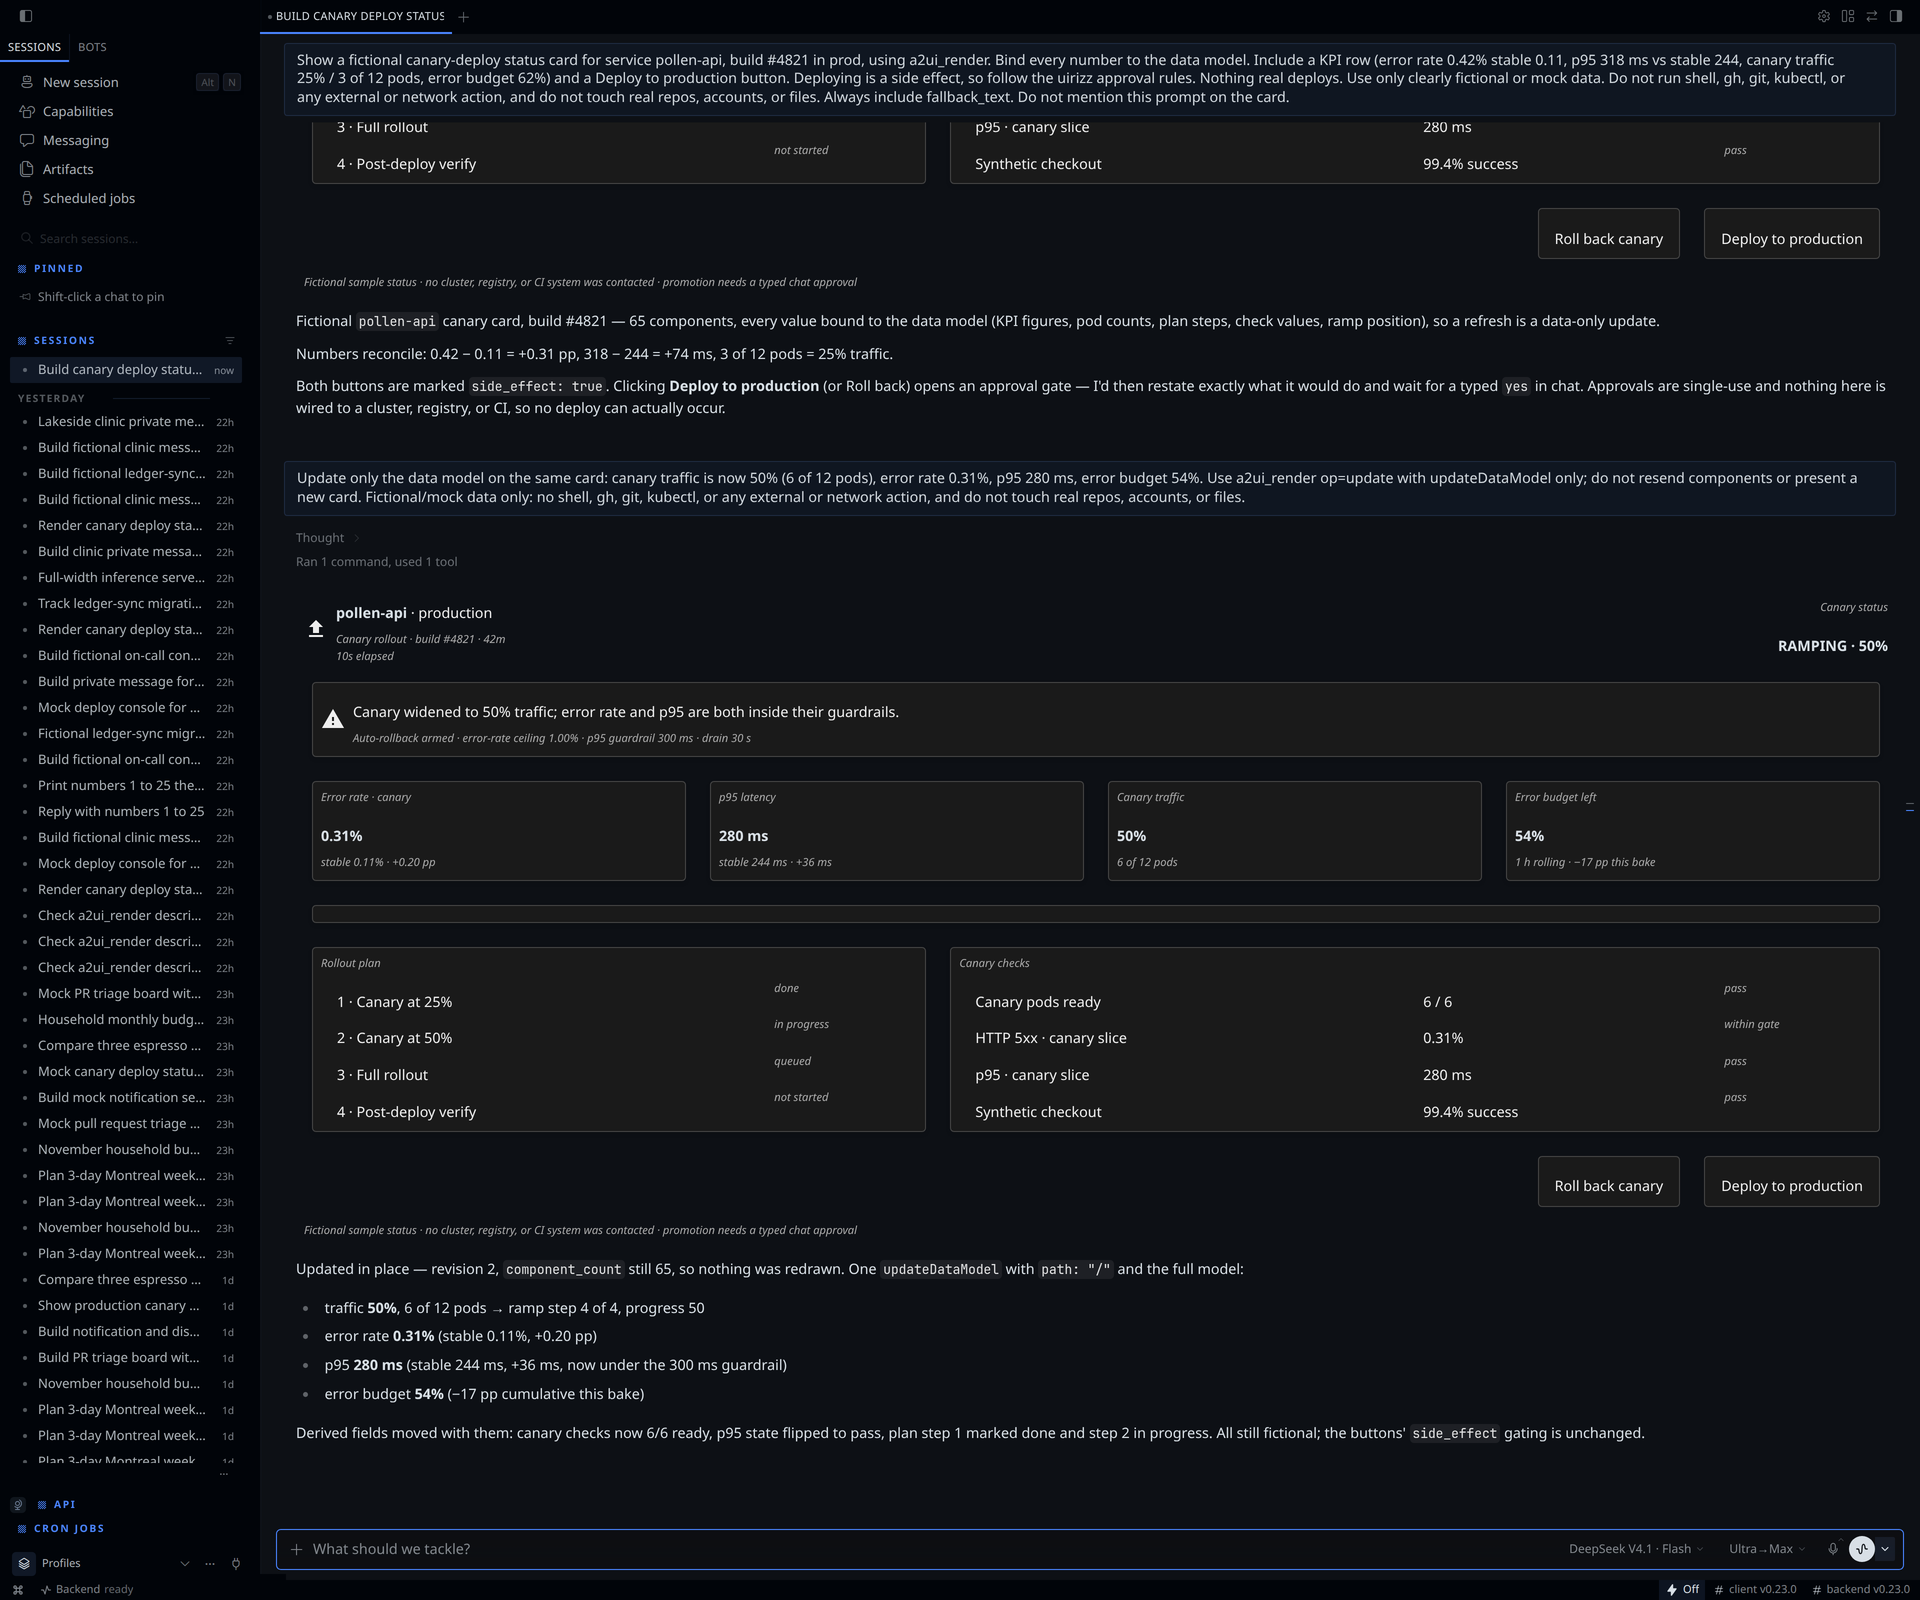 BUILD CANARY DEPLOY STATUS
SESSIONS
BOTS
New session
Alt
N
Capabilities
Messaging
Artifacts
Scheduled jobs
Search sessions...
PINNED
Shift-click a chat to pin
SESSIONS
Build canary deploy statu... now
YESTERDAY
Lakeside clinic private me... 22h
Build fictional clinic mess... 22h
Build fictional ledger-sync... 22h
Build fictional clinic mess... 22h
Render canary deploy sta... 22h
Build clinic private messa... 22h
Full-width inference serve... 22h
Track ledger-sync migrati... 22h
Render canary deploy sta... 22h
Build fictional on-call con... 22h
Build private message for... 22h
Mock deploy console for ... 22h
Fictional ledger-sync migr... 22h
Build fictional on-call con... 22h
Print numbers 1 to 25 the... 22h
Reply with numbers 1 to 25 22h
Build fictional clinic mess... 22h
Mock deploy console for ... 22h
Render canary deploy sta... 22h
Check a2ui_render descri... 22h
Check a2ui_render descri... 22h
Check a2ui_render descri... 22h
Mock PR triage board wit... 23h
Household monthly budg... 23h
Compare three espresso ... 23h
Mock canary deploy statu... 23h
Build mock notification se... 23h
Mock pull request triage ... 23h
November household bu... 23h
Plan 3-day Montreal week... 23h
Plan 3-day Montreal week... 23h
November household bu... 23h
Plan 3-day Montreal week... 23h
Compare three espresso ... 1d
Show production canary ... 1d
Build notification and dis... 1d
Build PR triage board wit... 1d
November household bu... 1d
Plan 3-day Montreal week... 1d
Plan 3-day Montreal week... 1d
Plan 3-day Montreal week... 1d
...
API
CRON JOBS
Profiles
Backend ready
Show a fictional canary-deploy status card for service pollen-api, build #4821 in prod, using a2ui_render. Bind every number to the data model. Include a KPI row (error rate 0.42% stable 0.11, p95 318 ms vs stable 244, canary traffic
25% / 3 of 12 pods, error budget 62%) and a Deploy to production button. Deploying is a side effect, so follow the uirizz approval rules. Nothing real deploys. Use only clearly fictional or mock data. Do not run shell, gh, git, kubectl, or
any external or network action, and do not touch real repos, accounts, or files. Always include fallback_text. Do not mention this prompt on the card.
3 · Full rollout
not started
4 · Post-deploy verify
p95 · canary slice 280 ms
pass
Synthetic checkout 99.4% success
Roll back canary
Deploy to production
Fictional sample status · no cluster, registry, or CI system was contacted · promotion needs a typed chat approval
Fictional pollen-api canary card, build #4821 — 65 components, every value bound to the data model (KPI figures, pod counts, plan steps, check values, ramp position), so a refresh is a data-only update.
Numbers reconcile: 0.42 − 0.11 = +0.31 pp, 318 − 244 = +74 ms, 3 of 12 pods = 25% traffic.
Both buttons are marked side_effect: true. Clicking Deploy to production (or Roll back) opens an approval gate — I'd then restate exactly what it would do and wait for a typed yes in chat. Approvals are single-use and nothing here is
wired to a cluster, registry, or CI, so no deploy can actually occur.
Update only the data model on the same card: canary traffic is now 50% (6 of 12 pods), error rate 0.31%, p95 280 ms, error budget 54%. Use a2ui_render op=update with updateDataModel only; do not resend components or present a
new card. Fictional/mock data only: no shell, gh, git, kubectl, or any external or network action, and do not touch real repos, accounts, or files.
Thought
Ran 1 command, used 1 tool
pollen-api · production
Canary rollout · build #4821 · 42m
10s elapsed
Canary status
RAMPING · 50%
Canary widened to 50% traffic; error rate and p95 are both inside their guardrails.
Auto-rollback armed · error-rate ceiling 1.00% · p95 guardrail 300 ms · drain 30 s
Error rate · canary
0.31%
stable 0.11% · +0.20 pp
p95 latency
280 ms
stable 244 ms · +36 ms
Canary traffic
50%
6 of 12 pods
Error budget left
54%
1 h rolling · −17 pp this bake
Rollout plan
done
1 · Canary at 25%
in progress
2 · Canary at 50%
queued
3 · Full rollout
not started
4 · Post-deploy verify
Canary checks
pass
Canary pods ready 6 / 6
within gate
HTTP 5xx · canary slice 0.31%
pass
p95 · canary slice 280 ms
pass
Synthetic checkout 99.4% success
Roll back canary
Deploy to production
Fictional sample status · no cluster, registry, or CI system was contacted · promotion needs a typed chat approval
Updated in place — revision 2, component_count still 65, so nothing was redrawn. One updateDataModel with path: "/" and the full model:
• traffic 50%, 6 of 12 pods → ramp step 4 of 4, progress 50
• error rate 0.31% (stable 0.11%, +0.20 pp)
• p95 280 ms (stable 244 ms, +36 ms, now under the 300 ms guardrail)
• error budget 54% (−17 pp cumulative this bake)
Derived fields moved with them: canary checks now 6/6 ready, p95 state flipped to pass, plan step 1 marked done and step 2 in progress. All still fictional; the buttons' side_effect gating is unchanged.
What should we tackle?
DeepSeek V4.1 · Flash
Ultra→Max
Off
client v0.23.0
backend v0.23.0